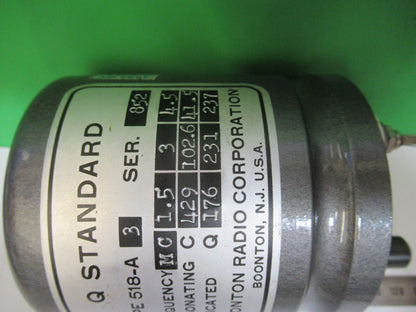 Q STANDARD
PE 518-A 3 SER. 852
QUENCY MC 1.5 3 4.5
ONATING C 429 102.6 41.5
CATED Q 176 231 237
ONTON RADIO CORPORATION
BOONTON, N.J. U.S.A.